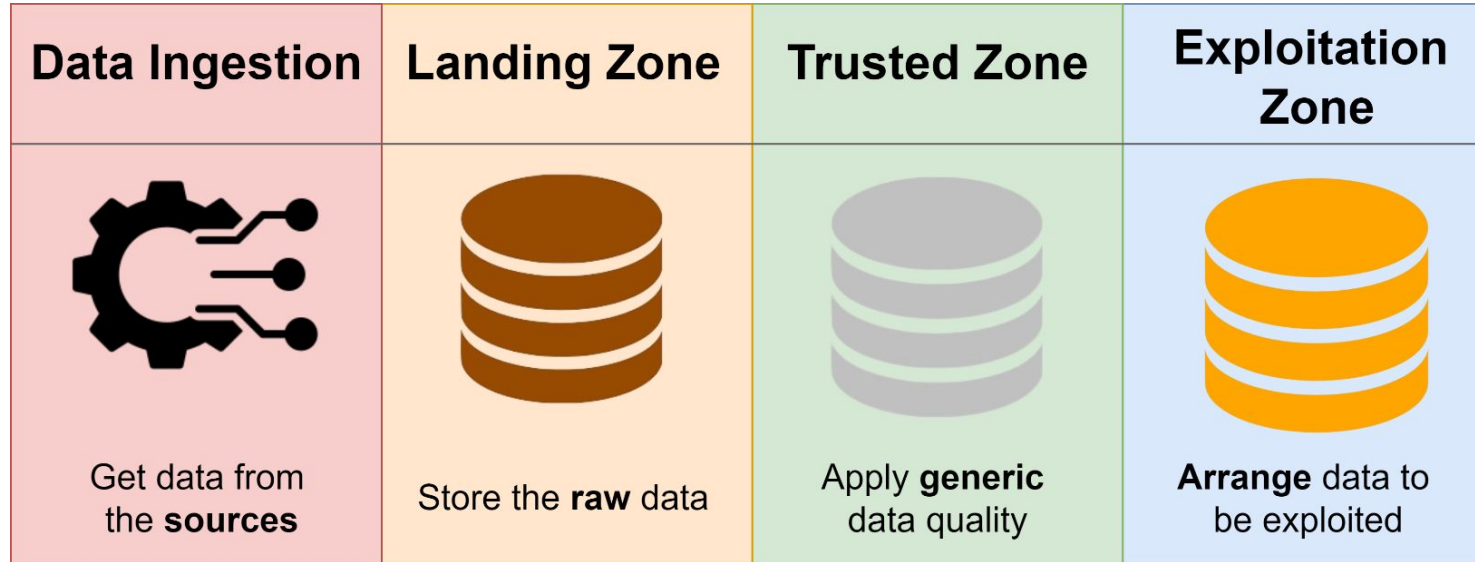 Data Ingestion
Landing Zone
Trusted Zone
Exploitation
Zone
Get data from
the sources
Store the raw data
Apply generic
data quality
Arrange data to
be exploited